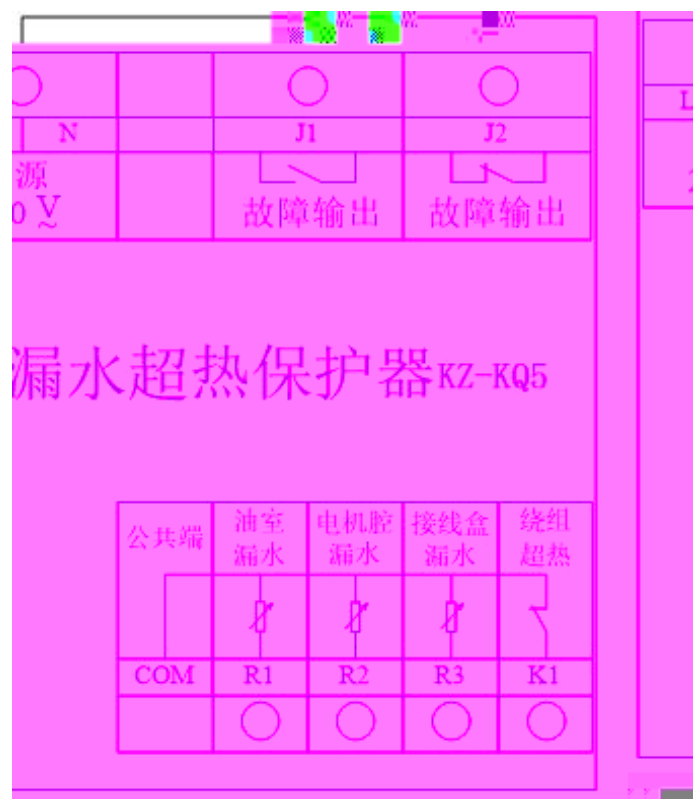 N
J1
J2
L
源
0 V
~
故障输出
故障输出
漏水超热保护器KZ-KQ5
公共端
油室
漏水
电机腔
漏水
接线盒
漏水
绕组
超热
COM
R1
R2
R3
K1